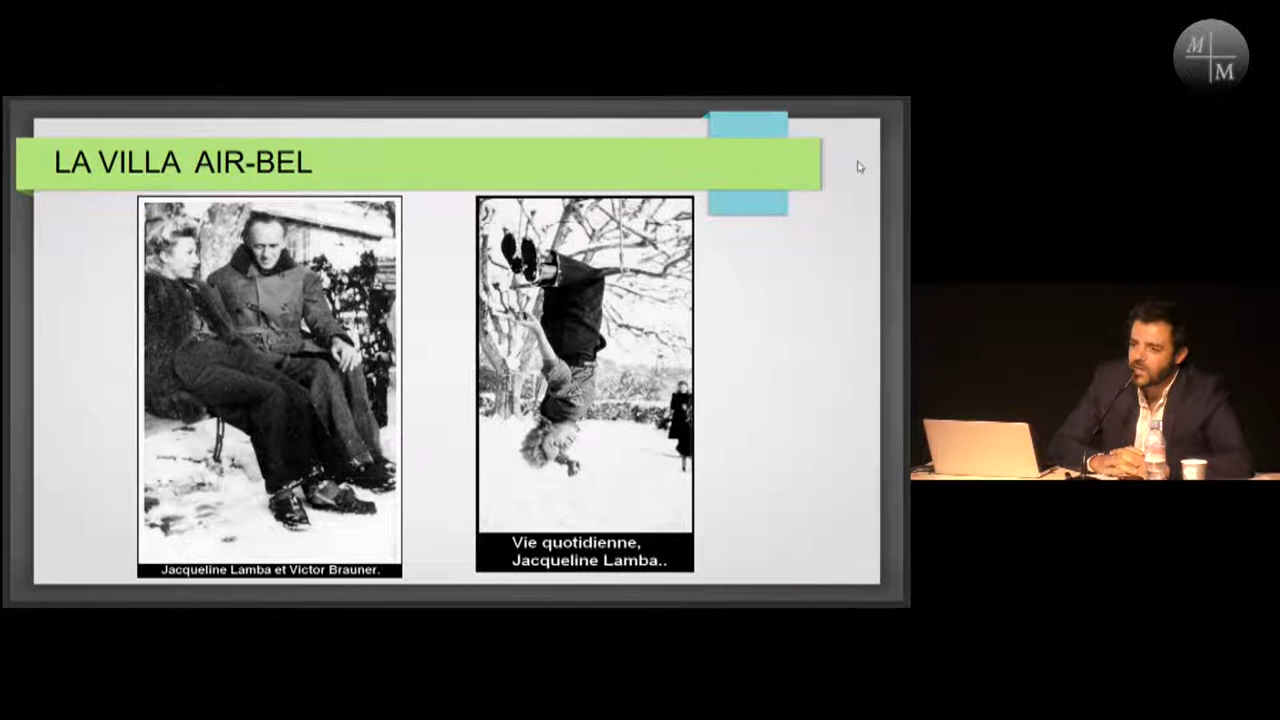 M
M
LA VILLA AIR-BEL
Jacqueline Lamba et Victor Brauner.
Vie quotidienne,
Jacqueline Lamba..